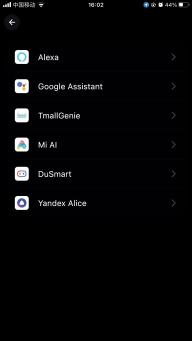 中国移动 16:02 44%
Alexa
Google Assistant
TmallGenie
Mi AI
DuSmart
Yandex Alice